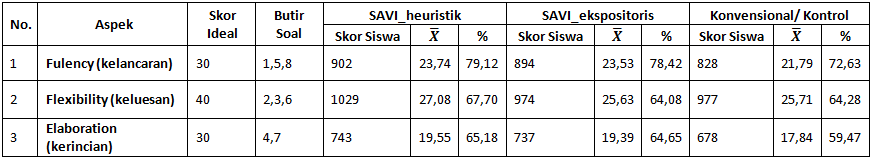 No. Aspek Skor Ideal Butir Soal SAVI_heuristik SAVI_ekspositoris Konvensional/ Kontrol
Skor Siswa X̅ % Skor Siswa X̅ % Skor Siswa X̅ %
1 Fulency (kelancaran) 30 1,5,8 902 23,74 79,12 894 23,53 78,42 828 21,79 72,63
2 Flexibility (keluesan) 40 2,3,6 1029 27,08 67,70 974 25,63 64,08 977 25,71 64,28
3 Elaboration (kerincian) 30 4,7 743 19,55 65,18 737 19,39 64,65 678 17,84 59,47